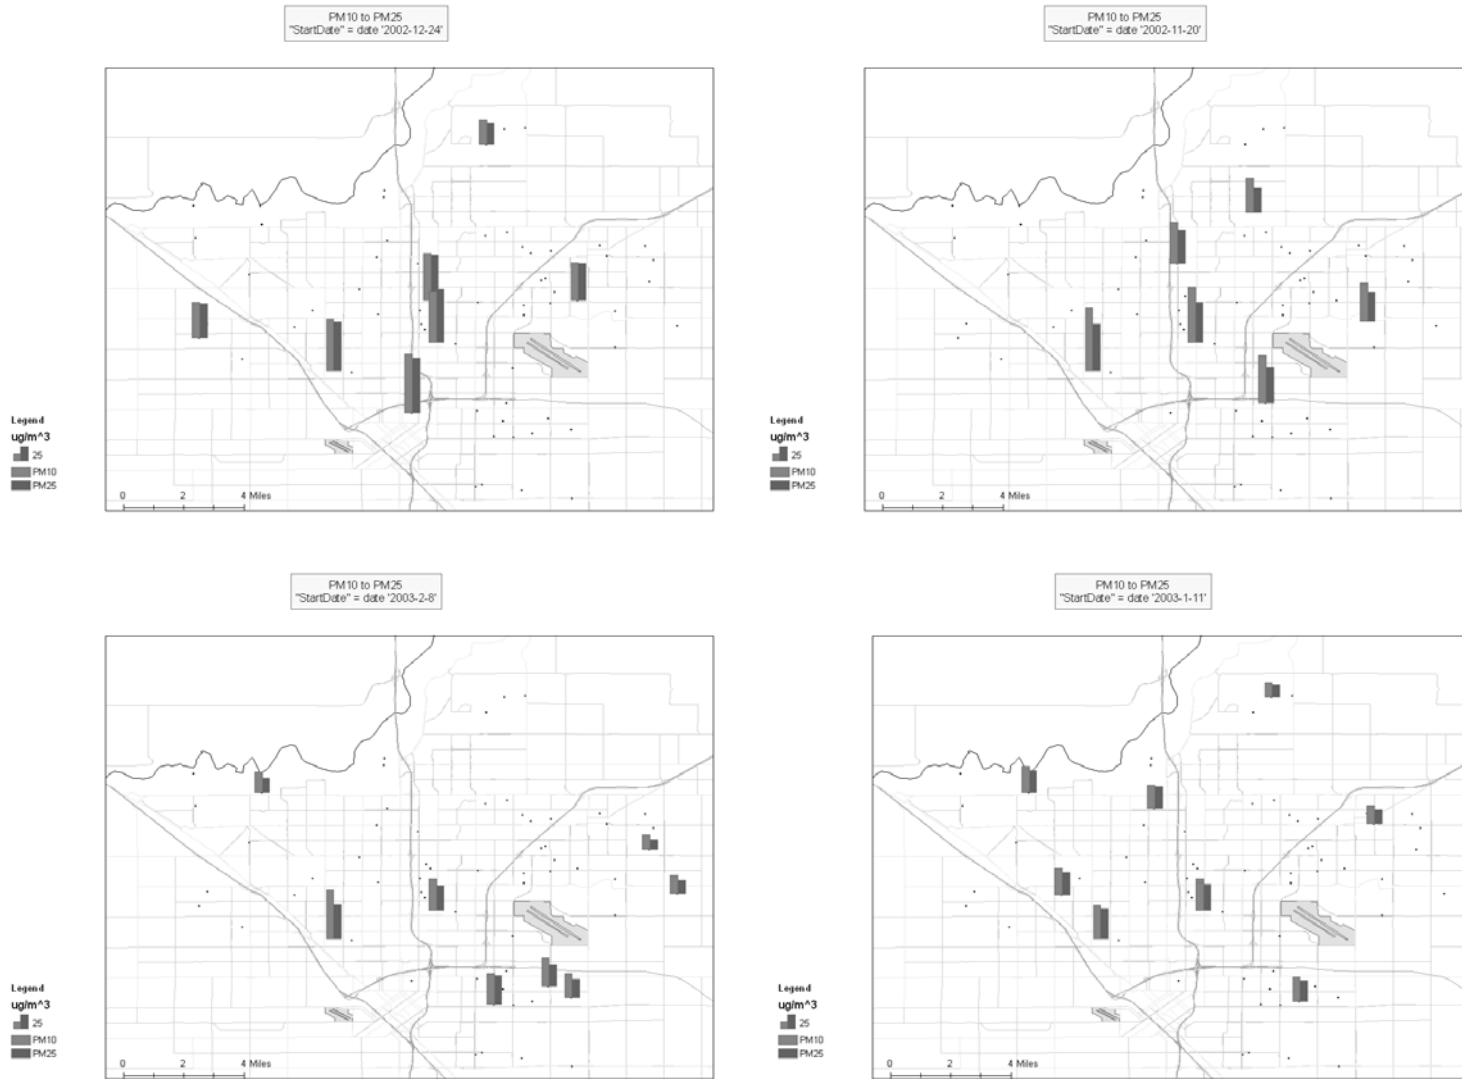 PM10 to PM25
"StartDate" = date '2002-12-24'
Legend
ug/m^3
25
PM10
PM25
0 2 4 Miles
PM10 to PM25
"StartDate" = date '2002-11-20'
Legend
ug/m^3
25
PM10
PM25
0 2 4 Miles
PM10 to PM25
"StartDate" = date '2003-2-8'
Legend
ug/m^3
25
PM10
PM25
0 2 4 Miles
PM10 to PM25
"StartDate" = date '2003-1-11'
Legend
ug/m^3
25
PM10
PM25
0 2 4 Miles